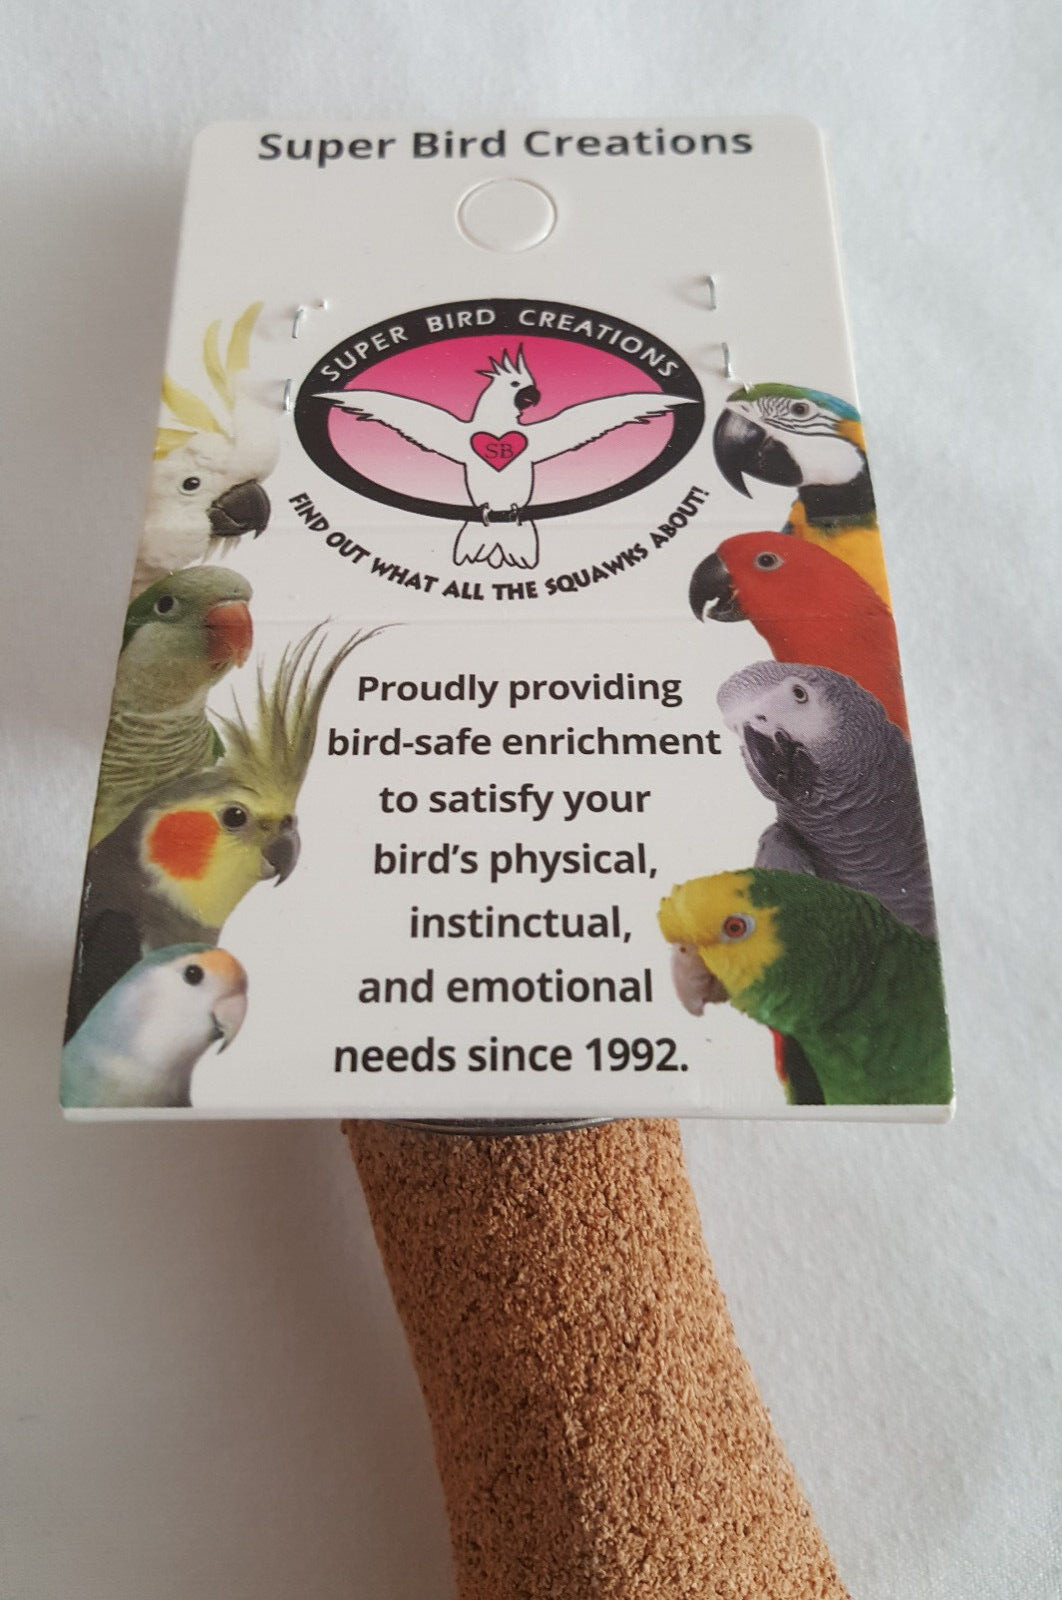 Super Bird Creations
SUPER BIRD CREATIONS
SB
FIND OUT WHAT ALL THE SQUAWKS ABOUT!
Proudly providing
bird-safe enrichment
to satisfy your
bird’s physical,
instinctual,
and emotional
needs since 1992.